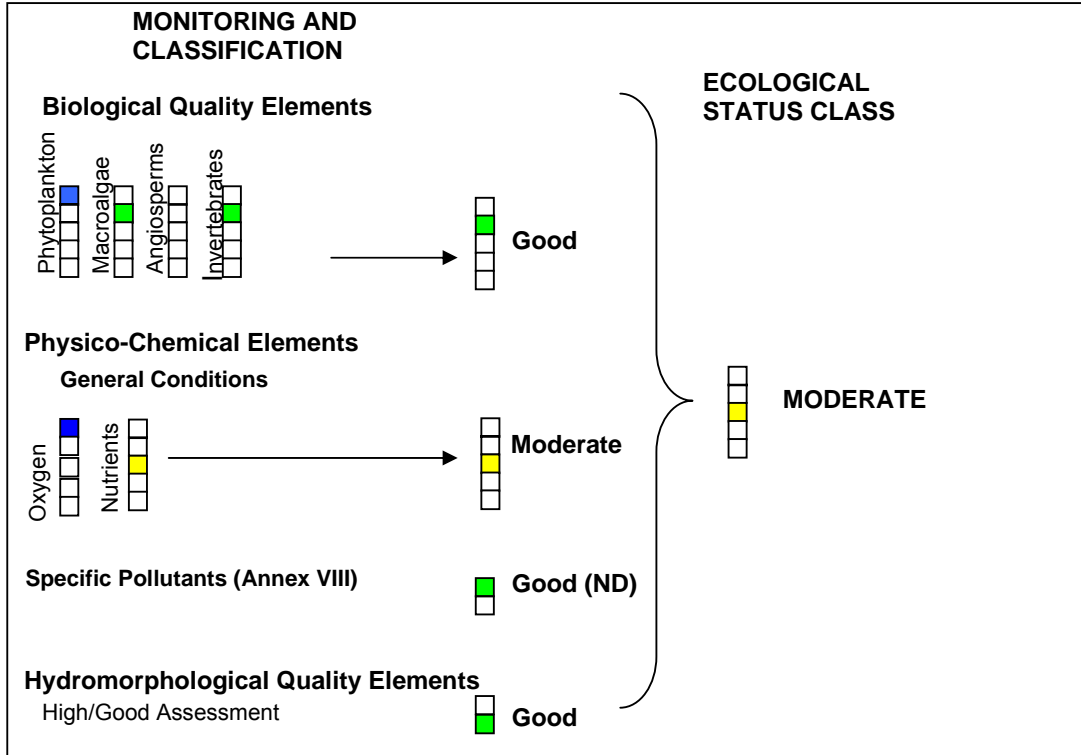 MONITORING AND
CLASSIFICATION
ECOLOGICAL
STATUS CLASS
Biological Quality Elements
Phytoplankton
Macroalgae
Angiosperms
Invertebrates
Good
Physico-Chemical Elements
General Conditions
Oxygen
Nutrients
Moderate
MODERATE
Specific Pollutants (Annex VIII)
Good (ND)
Hydromorphological Quality Elements
High/Good Assessment
Good